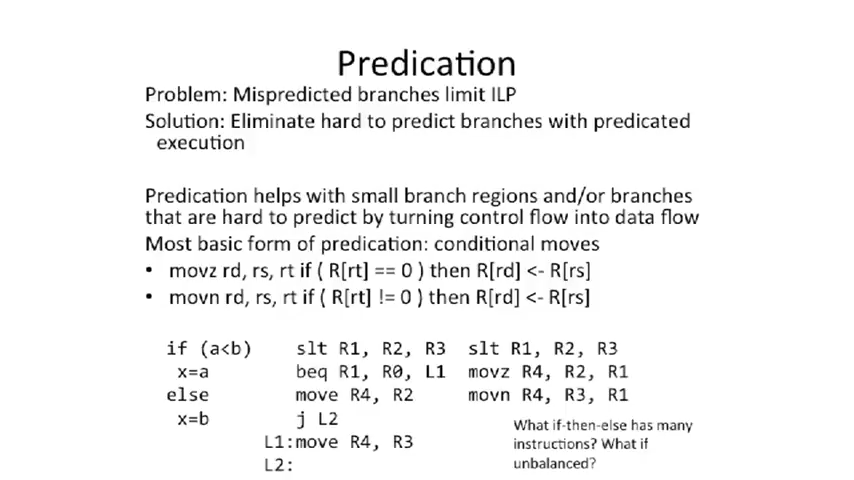 Predication
Problem: Mispredicted branches limit ILP
Solution: Eliminate hard to predict branches with predicated
execution
Predication helps with small branch regions and/or branches
that are hard to predict by turning control flow into data flow
Most basic form of predication: conditional moves
• movz rd, rs, rt if ( R[rt] == 0 ) then R[rd] <- R[rs]
• movn rd, rs, rt if ( R[rt] != 0 ) then R[rd] <- R[rs]
if (a<b)
x=a
else
x=b
slt R1, R2, R3
beq R1, R0, L1
move R4, R2
j L2
L1:move R4, R3
L2:
slt R1, R2, R3
movz R4, R2, R1
movn R4, R3, R1
What if-then-else has many
instructions? What if
unbalanced?